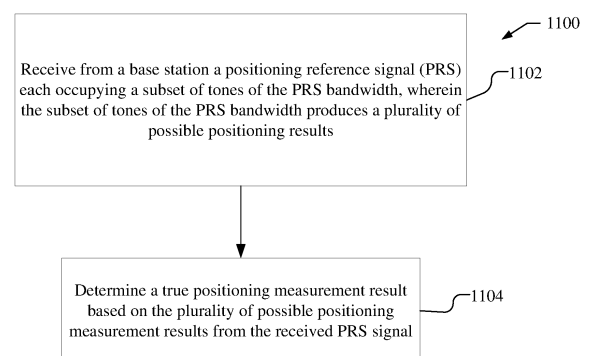 1100
Receive from a base station a positioning reference signal (PRS)
each occupying a subset of tones of the PRS bandwidth, wherein
the subset of tones of the PRS bandwidth produces a plurality of
possible positioning results
1102
Determine a true positioning measurement result
based on the plurality of possible positioning
measurement results from the received PRS signal
1104